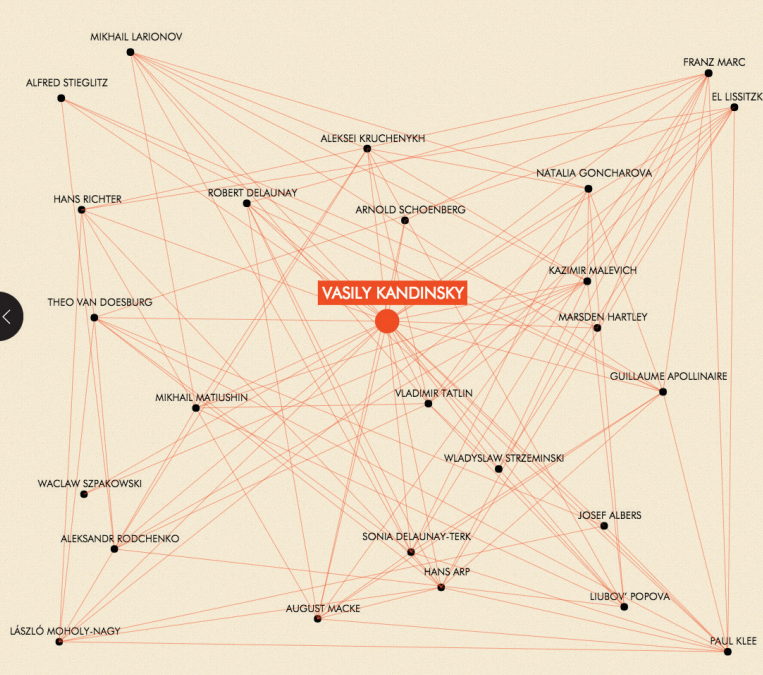 MIKHAIL LARIONOV
FRANZ MARC
ALFRED STIEGLITZ
EL LISSITZK
ALEKSEI KRUCHENYKH
NATALIA GONCHAROVA
ROBERT DELAUNAY
HANS RICHTER
ARNOLD SCHOENBERG
KAZIMIR MALEVICH
VASILY KANDINSKY
THEO VAN DOESBURG
MARSDEN HARTLEY
GUILLAUME APOLLINAIRE
MIKHAIL MATIUSHIN
VLADIMIR TATLIN
WLADYSLAW STRZEMINSKI
WACLAW SZPAKOWSKI
JOSEF ALBERS
ALEKSANDR RODCHENKO
SONIA DELAUNAY-TERK
HANS ARP
LIUBOV' POPOVA
AUGUST MACKE
LÁSZLÓ MOHOLY-NAGY
PAUL KLEE